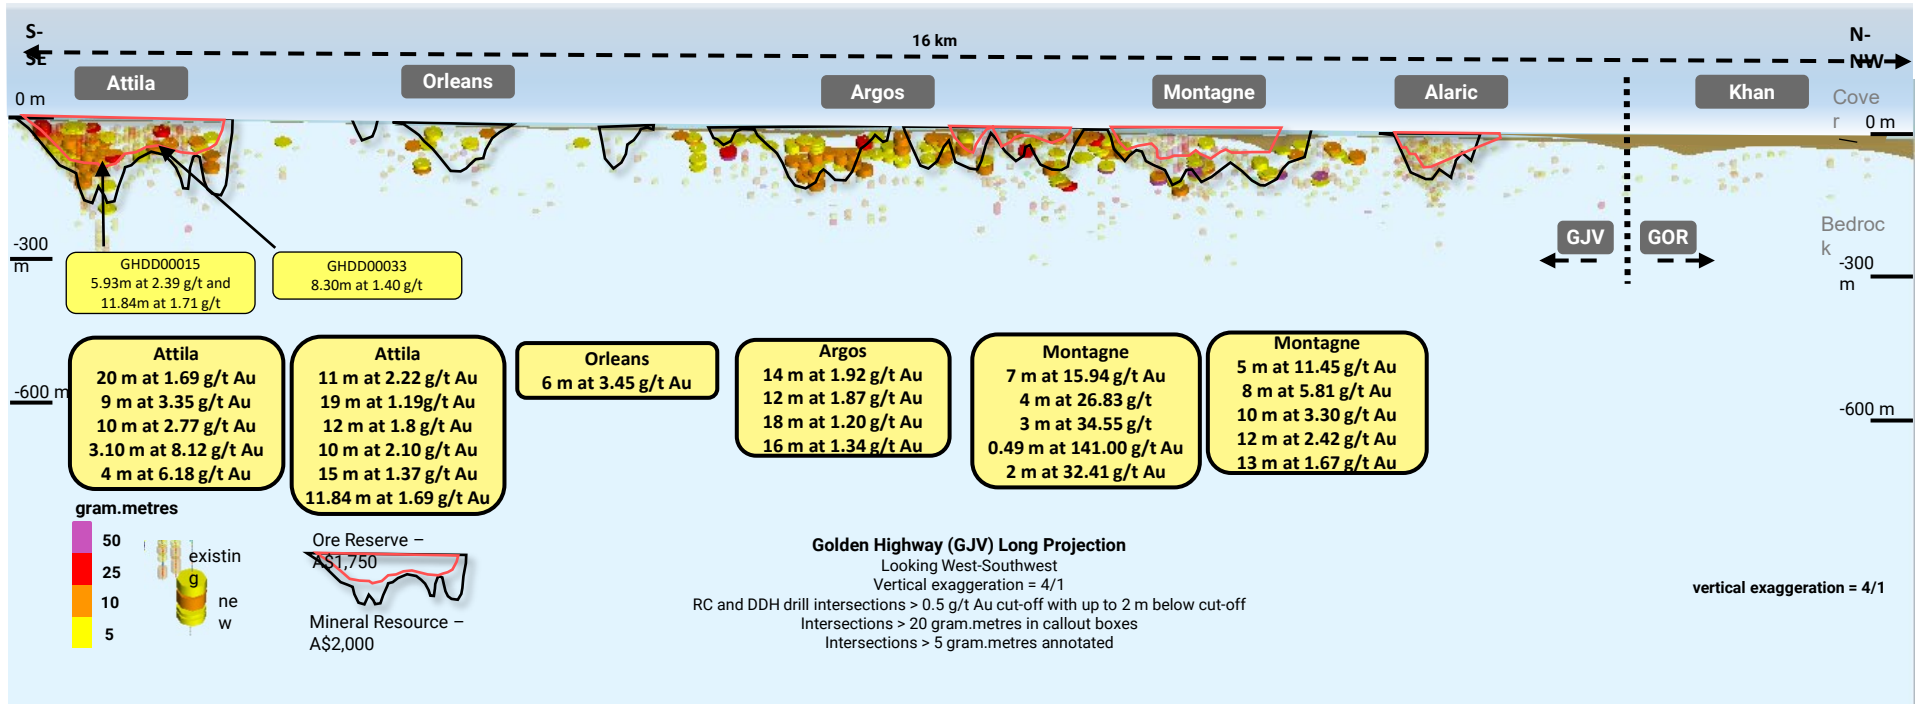 S-
SE
16 km
N-
NW
Attila
Orleans
Argos
Montagne
Alaric
Khan
0 m
Cove
r
0 m
-300
m
GJV
GOR
Bedroc
k
-300
m
GHDD00015
5.93m at 2.39 g/t and
11.84m at 1.71 g/t
GHDD00033
8.30m at 1.40 g/t
-600 m
-600 m
Attila
20 m at 1.69 g/t Au
9 m at 3.35 g/t Au
10 m at 2.77 g/t Au
3.10 m at 8.12 g/t Au
4 m at 6.18 g/t Au
Attila
11 m at 2.22 g/t Au
19 m at 1.19g/t Au
12 m at 1.8 g/t Au
10 m at 2.10 g/t Au
15 m at 1.37 g/t Au
11.84 m at 1.69 g/t Au
Orleans
6 m at 3.45 g/t Au
Argos
14 m at 1.92 g/t Au
12 m at 1.87 g/t Au
18 m at 1.20 g/t Au
16 m at 1.34 g/t Au
Montagne
7 m at 15.94 g/t Au
4 m at 26.83 g/t
3 m at 34.55 g/t
0.49 m at 141.00 g/t Au
2 m at 32.41 g/t Au
Montagne
5 m at 11.45 g/t Au
8 m at 5.81 g/t Au
10 m at 3.30 g/t Au
12 m at 2.42 g/t Au
13 m at 1.67 g/t Au
gram.metres
50
25
10
5
existin
g
ne
w
Ore Reserve –
A$1,750
Mineral Resource –
A$2,000
Golden Highway (GJV) Long Projection
Looking West-Southwest
Vertical exaggeration = 4/1
RC and DDH drill intersections > 0.5 g/t Au cut-off with up to 2 m below cut-off
Intersections > 20 gram.metres in callout boxes
Intersections > 5 gram.metres annotated
vertical exaggeration = 4/1